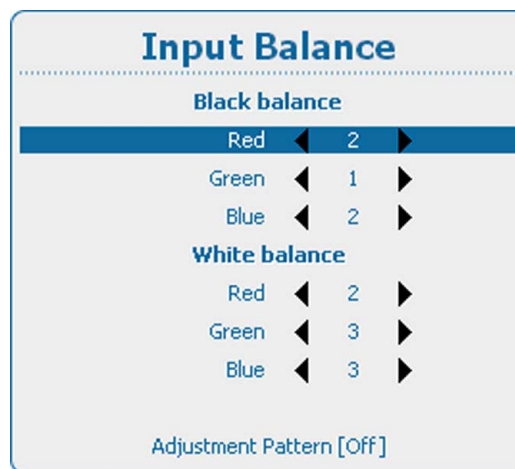 Input Balance
Black balance
Red 2
Green 1
Blue 2
White balance
Red 2
Green 3
Blue 3
Adjustment Pattern [Off]